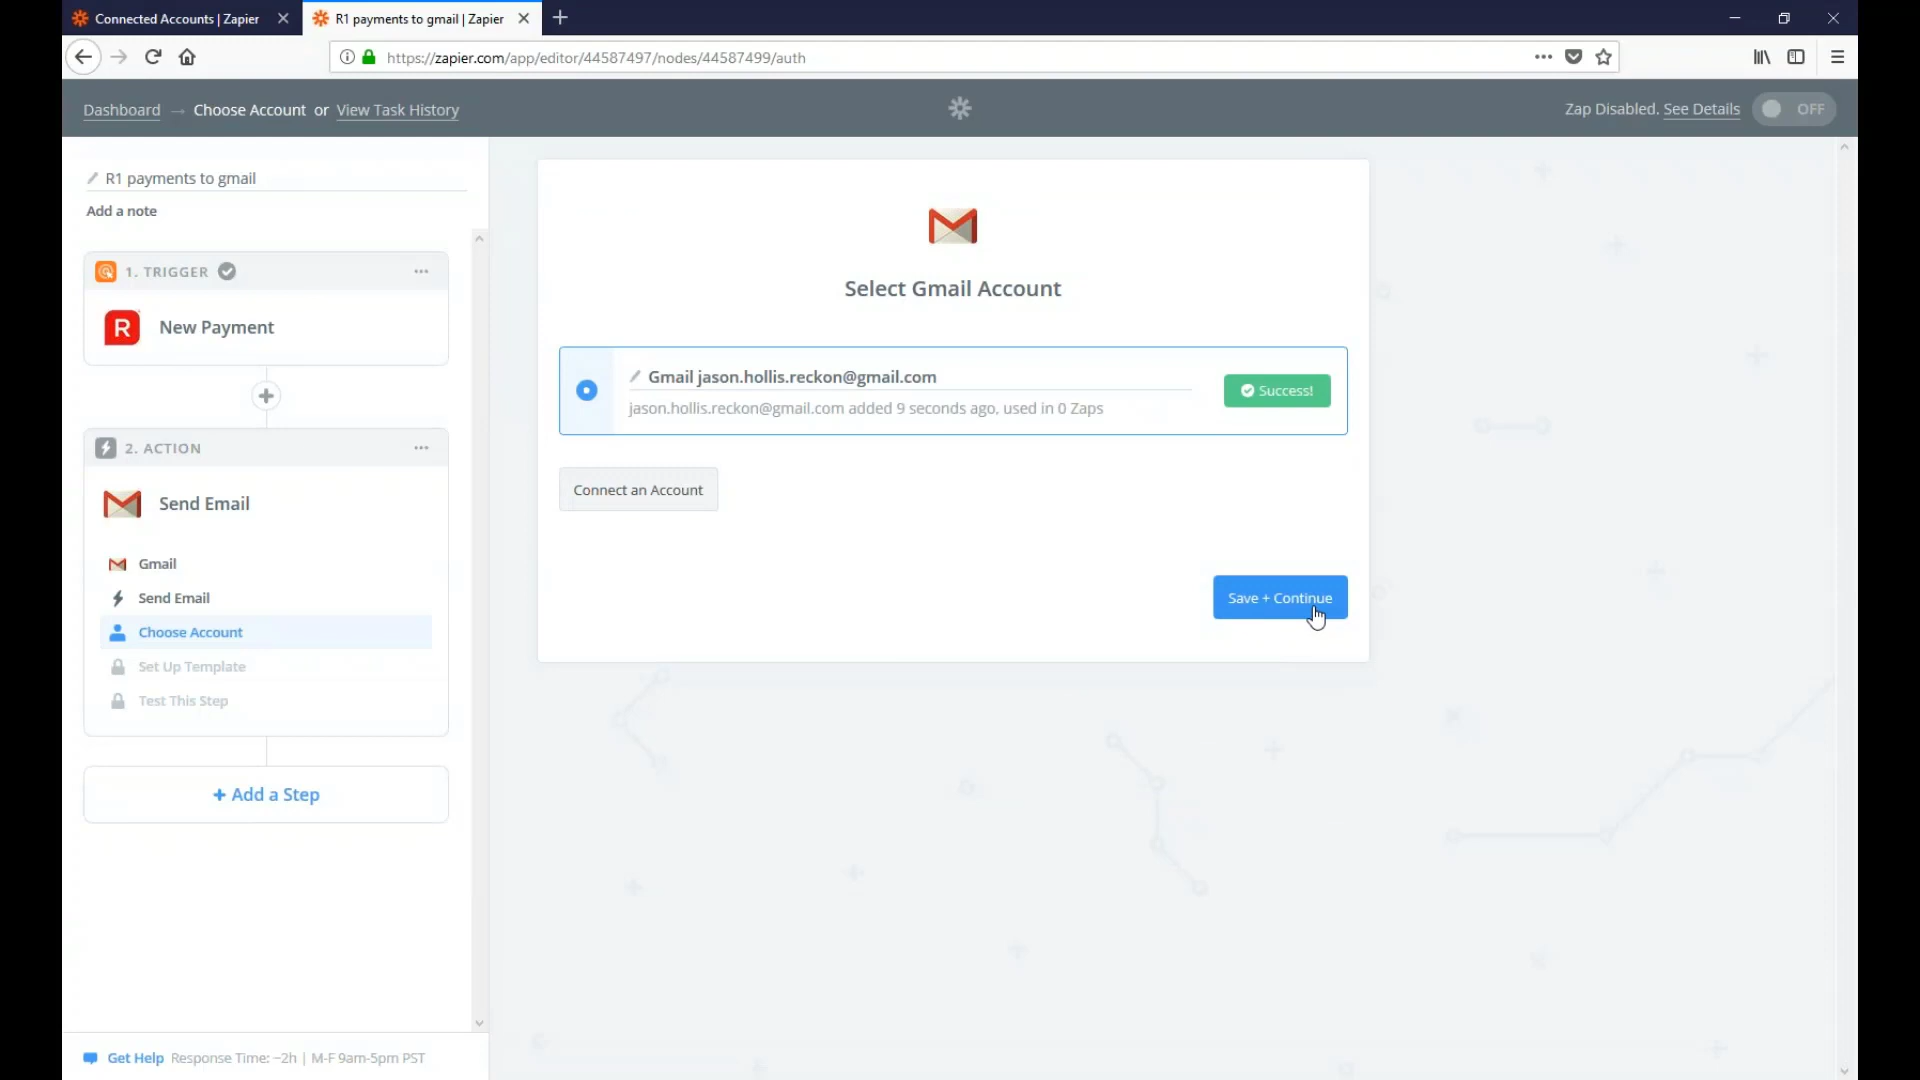 Connected Accounts | Zapier
R1 payments to gmail | Zapier
https://zapier.com/app/editor/44587497/nodes/44587499/auth
Dashboard → Choose Account or View Task History
Zap Disabled. See Details
OFF
R1 payments to gmail
Add a note
1. TRIGGER
R
New Payment
2. ACTION
Send Email
Gmail
Send Email
Choose Account
Set Up Template
Test This Step
+ Add a Step
Get Help Response Time: ~2h | M-F 9am-5pm PST
Select Gmail Account
Gmail jason.hollis.reckon@gmail.com
jason.hollis.reckon@gmail.com added 9 seconds ago, used in 0 Zaps
Success!
Connect an Account
Save + Continue